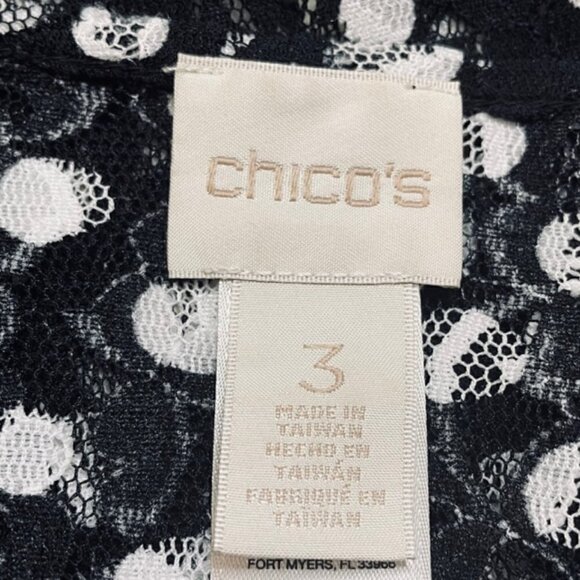 chico's
3
MADE IN
TAIWAN
HECHO EN
TAIWÁN
FABRIQUÉ EN
TAIWAN
FORT MYERS, FL 33966